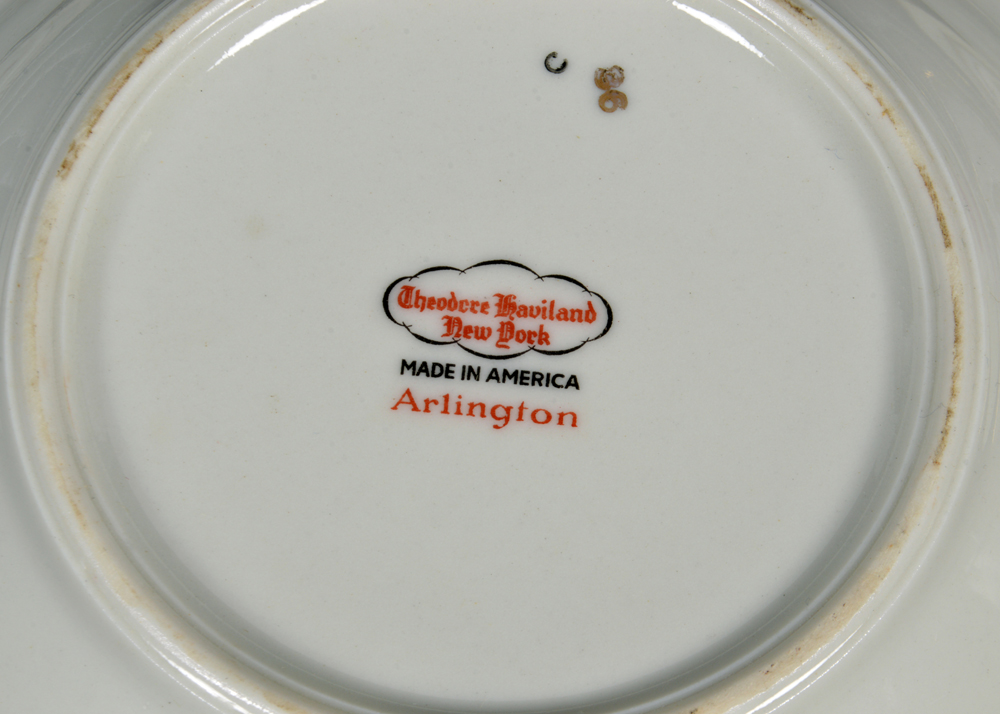 C
Theodore Haviland
New York
MADE IN AMERICA
Arlington